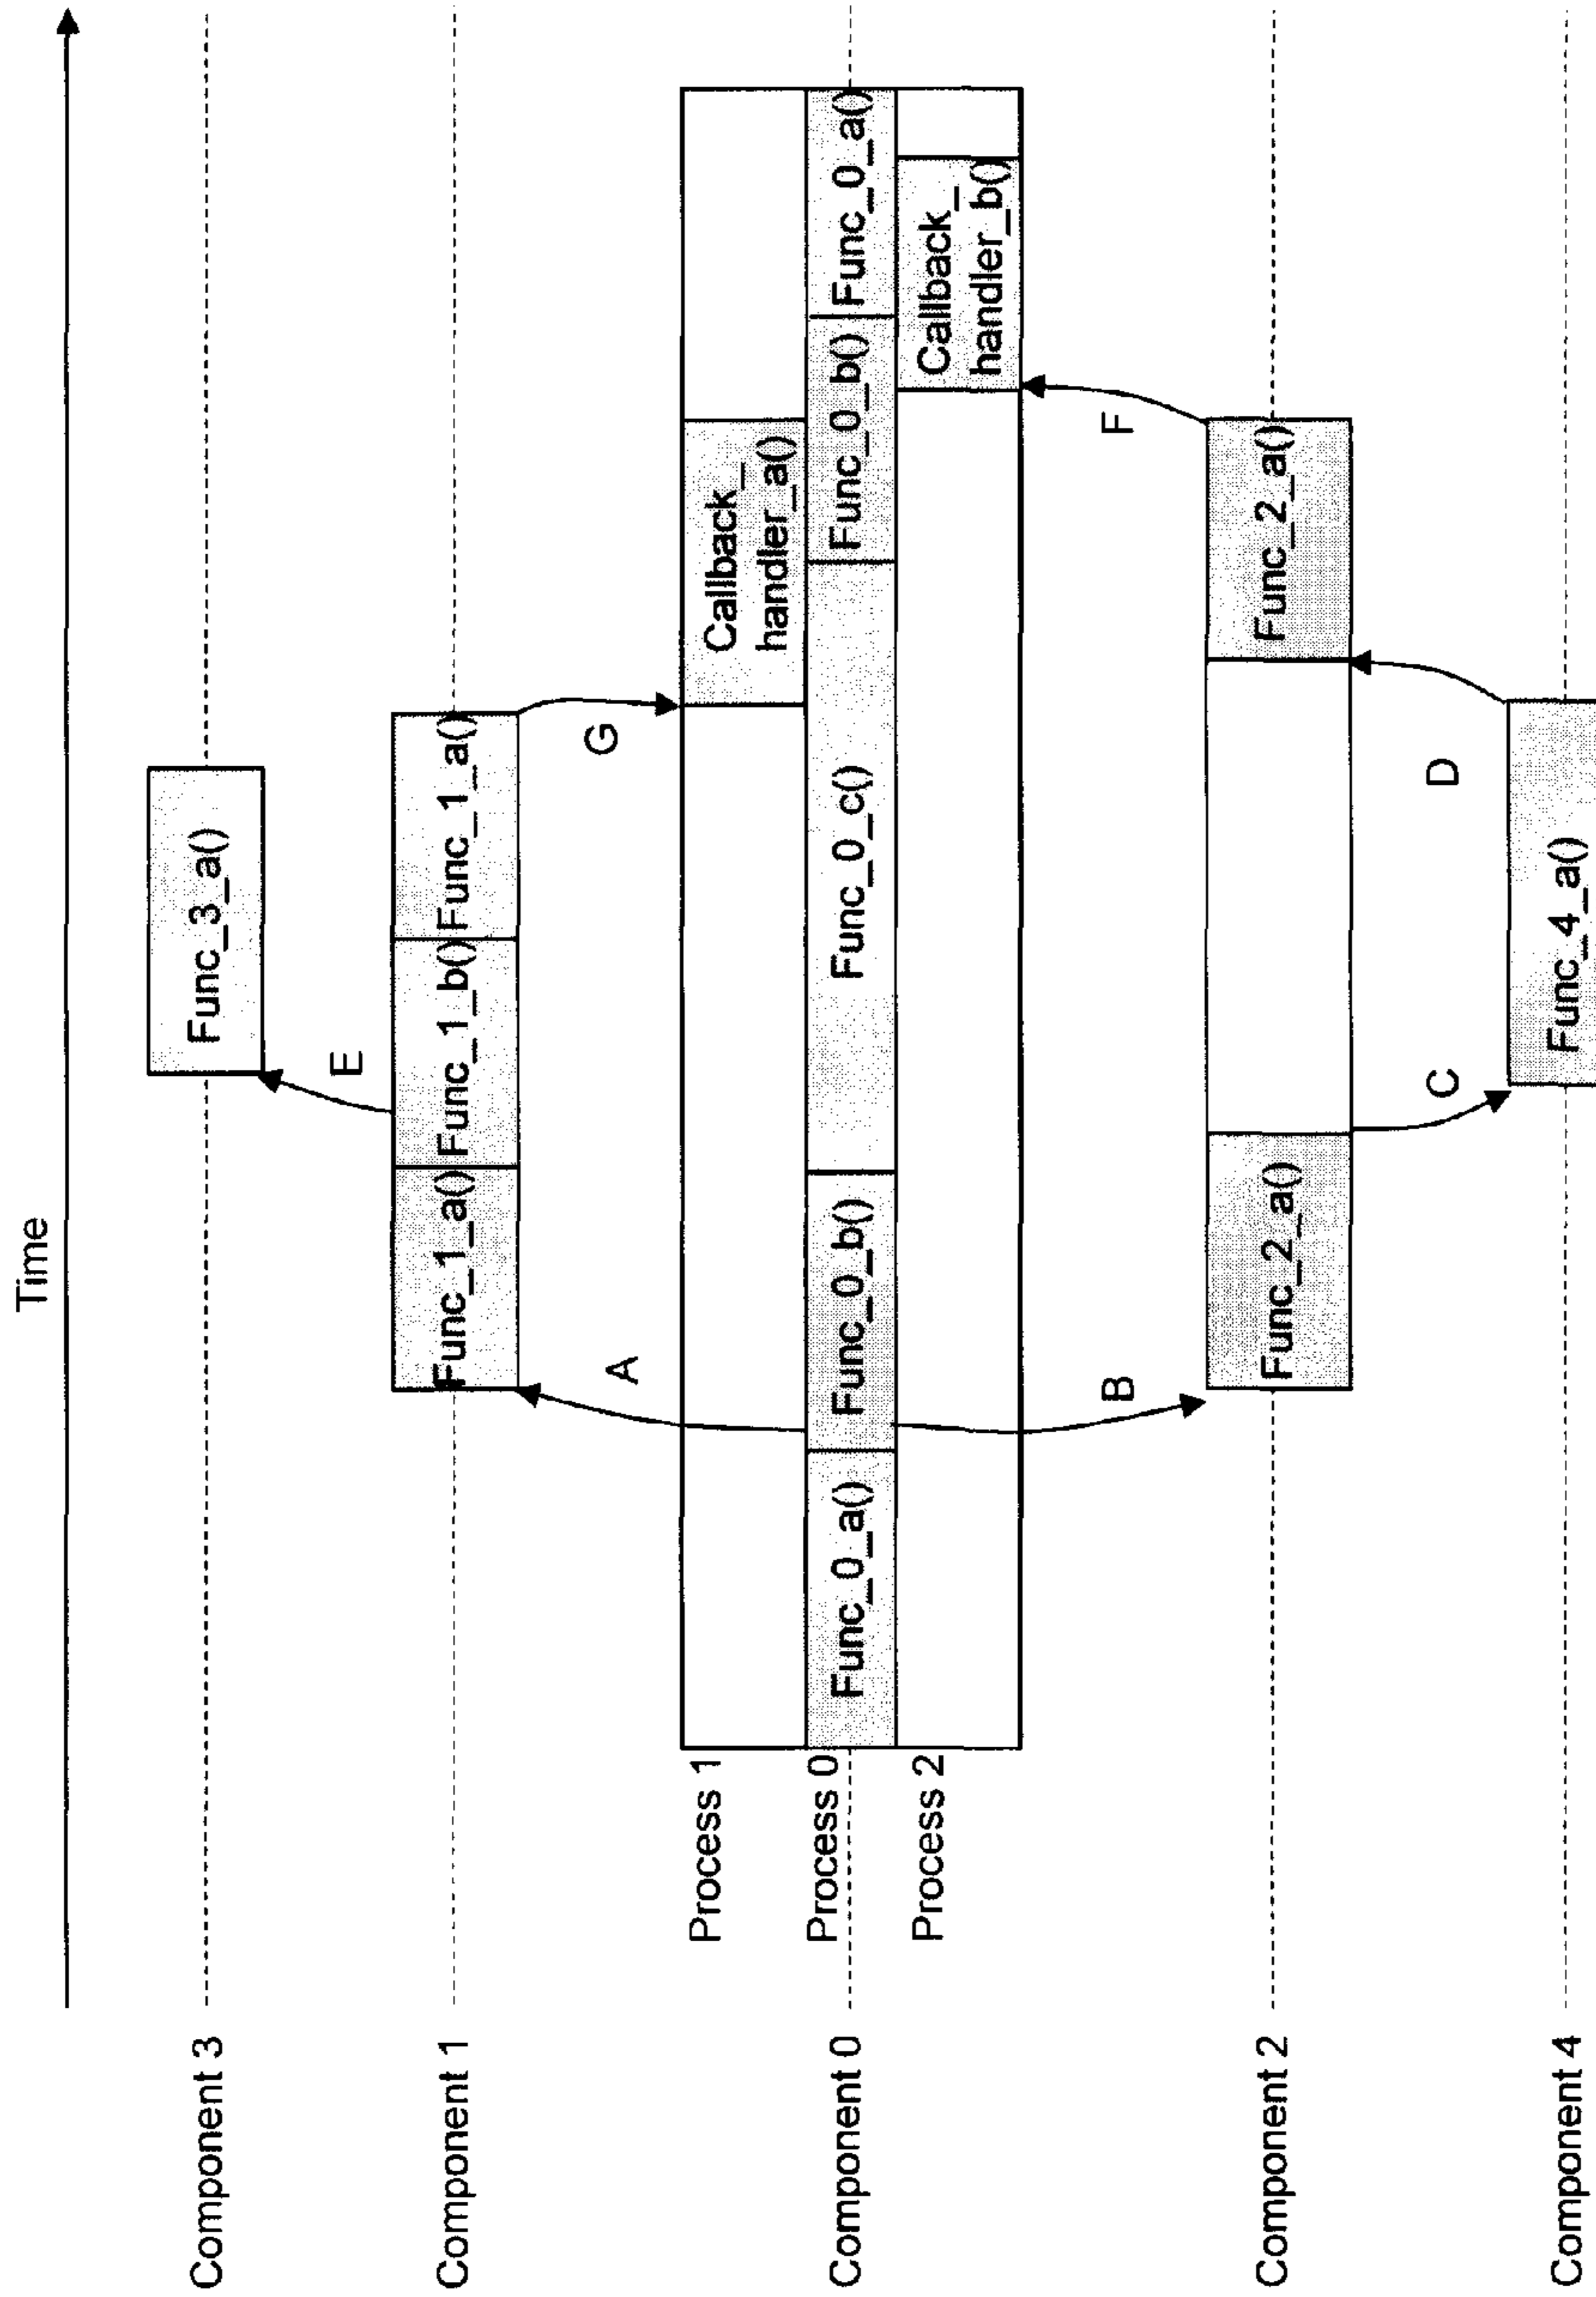 Time
Component 3
Func_3_a()
E
Component 1
Func_1_a()
Func_1_b()
Func_1_a()
A
G
Process 1
Callback_
handler_a()
Component 0
Process 0
Func_0_a()
Func_0_b()
Func_0_c()
Func_0_b()
Func_0_a()
Process 2
Callback_
handler_b()
B
F
Component 2
Func_2_a()
Func_2_a()
C
D
Component 4
Func_4_a()